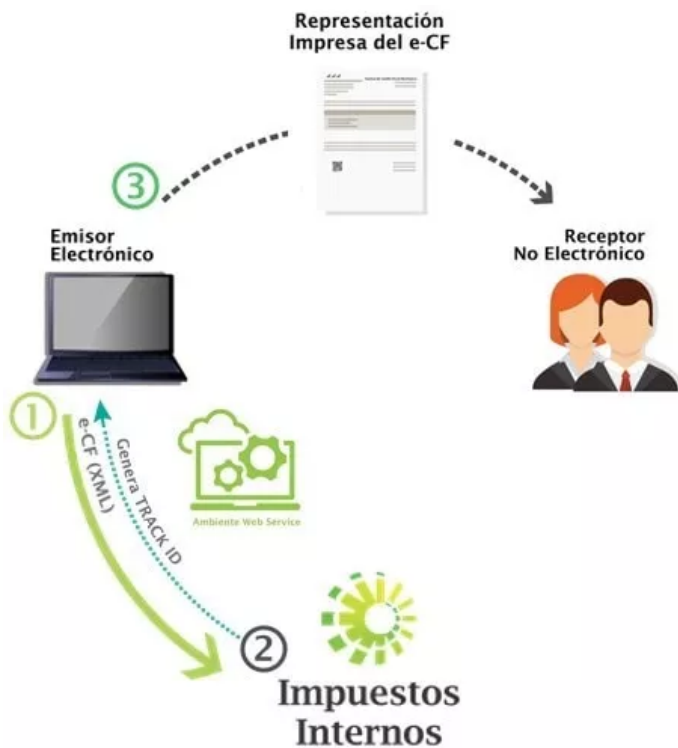 Representación
Impresa del e-CF
3
Emisor
Electrónico
Receptor
No Electrónico
1
e-CF (XML)
Genera TRACK ID
Ambiente Web Service
2
Impuestos
Internos